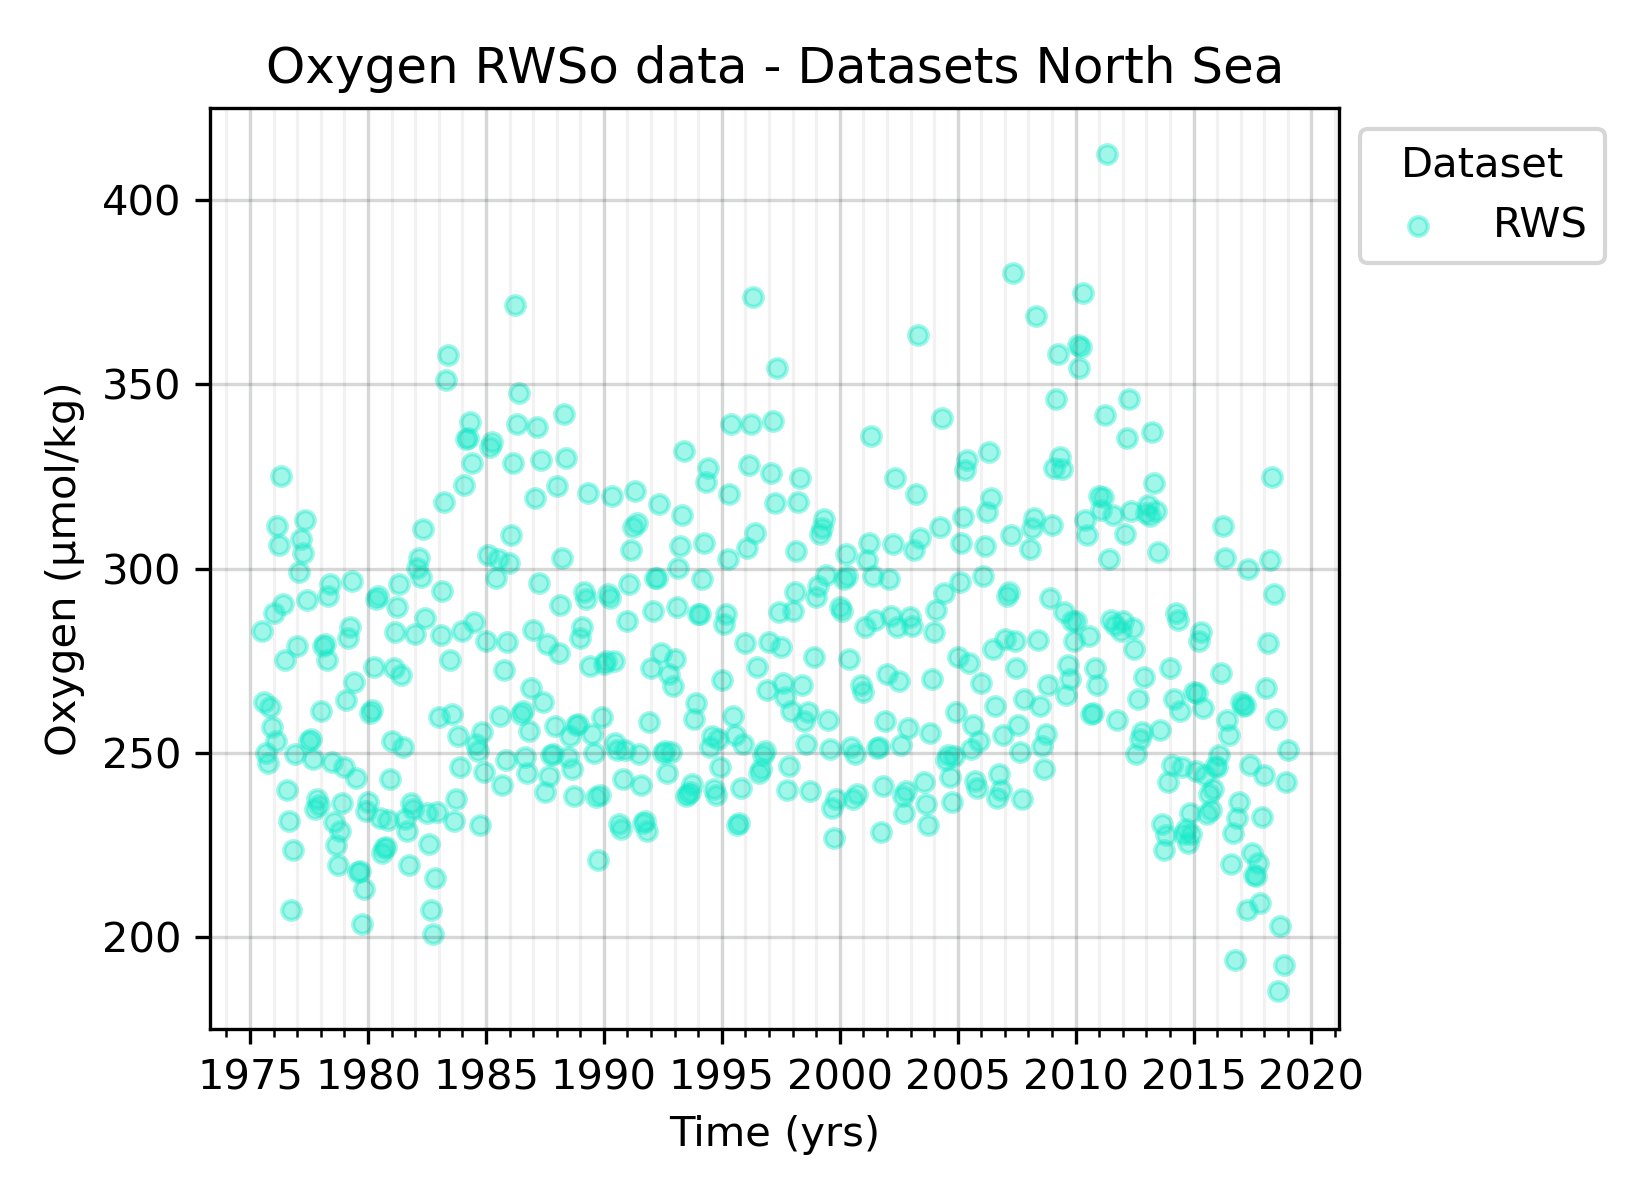 Oxygen RWSo data - Datasets North Sea
Dataset
RWS
400
350
300
250
200
Oxygen (µmol/kg)
1975 1980 1985 1990 1995 2000 2005 2010 2015 2020
Time (yrs)